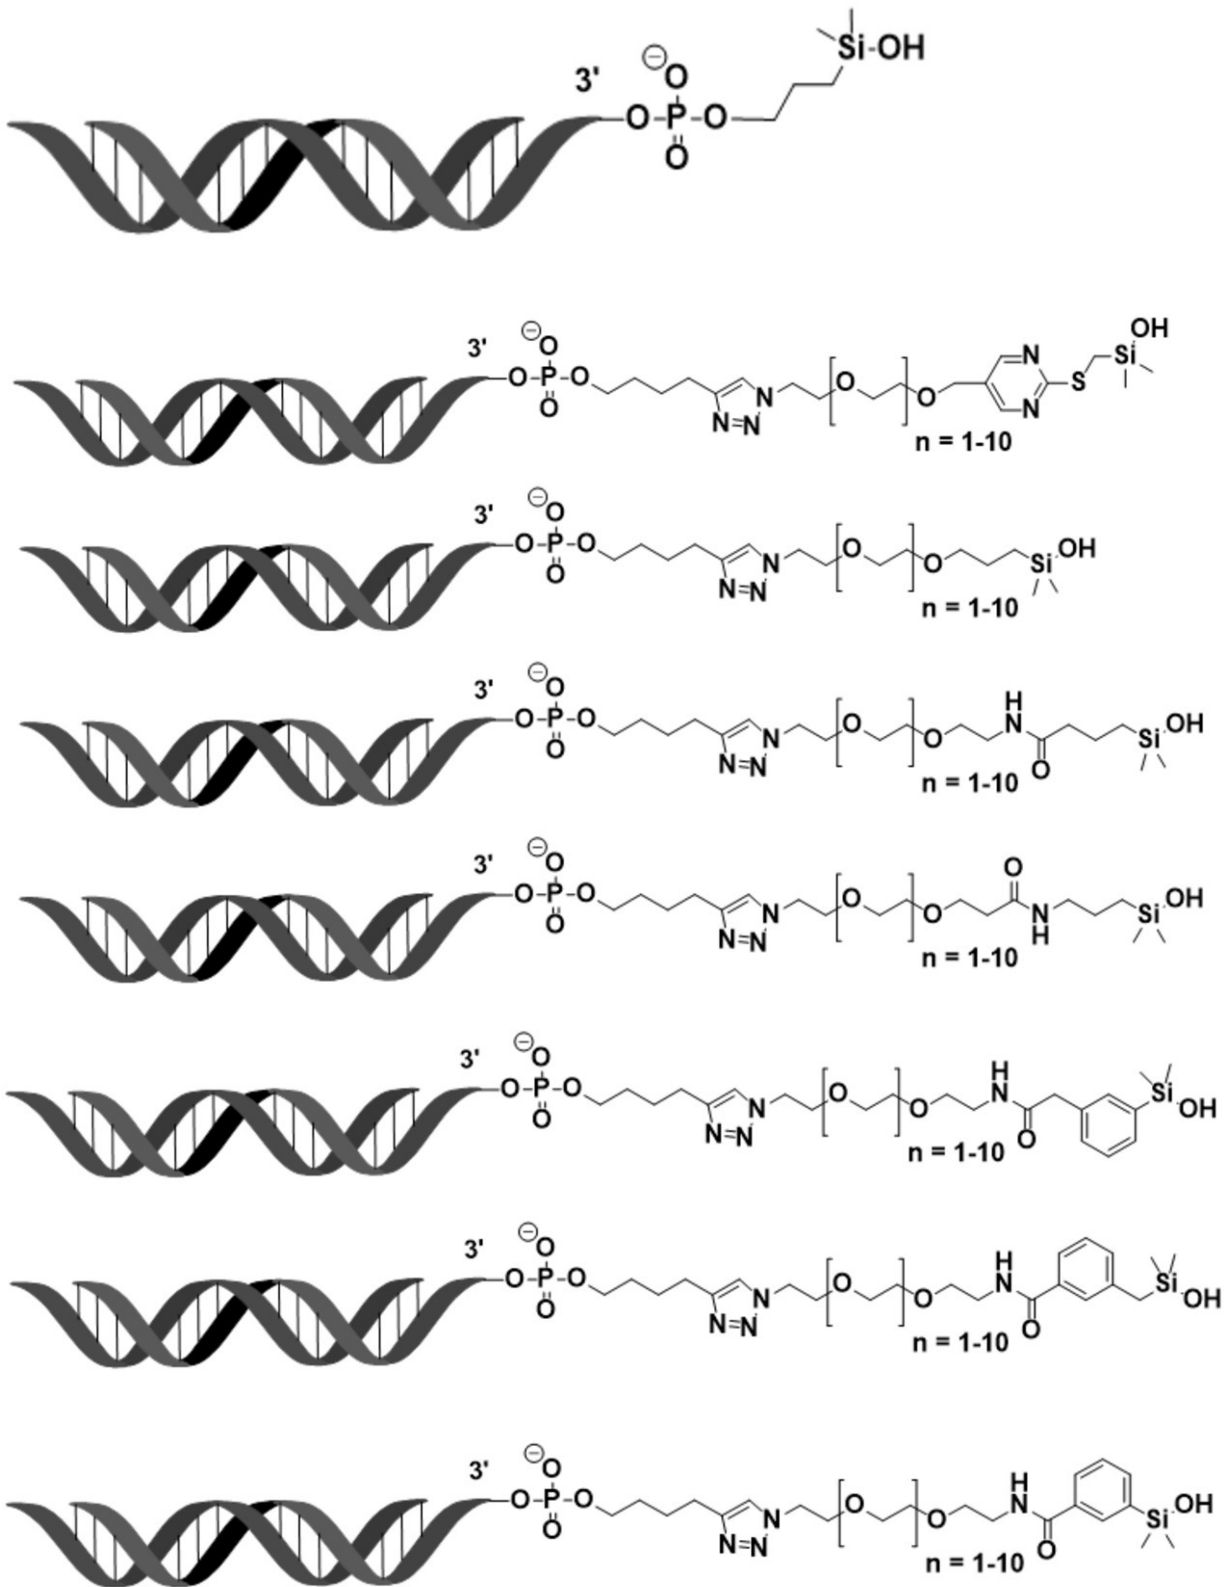 Si-OH
⊖
3' O
O-P-O
O
OH
⊖
3' O N Si
O-P-O N O O S
O N=N N
n = 1-10
⊖
3' O
O-P-O N O O Si OH
O N=N
n = 1-10
⊖
3' O H
O-P-O N O O N Si OH
O N=N O
n = 1-10
⊖
3' O O
O-P-O N O O N Si OH
O N=N H
n = 1-10
⊖
3' O H
O-P-O N O O N Si OH
O N=N O
n = 1-10
⊖
3' O H
O-P-O N O O N Si OH
O N=N O
n = 1-10
⊖
3' O H
O-P-O N O O N Si OH
O N=N O
n = 1-10